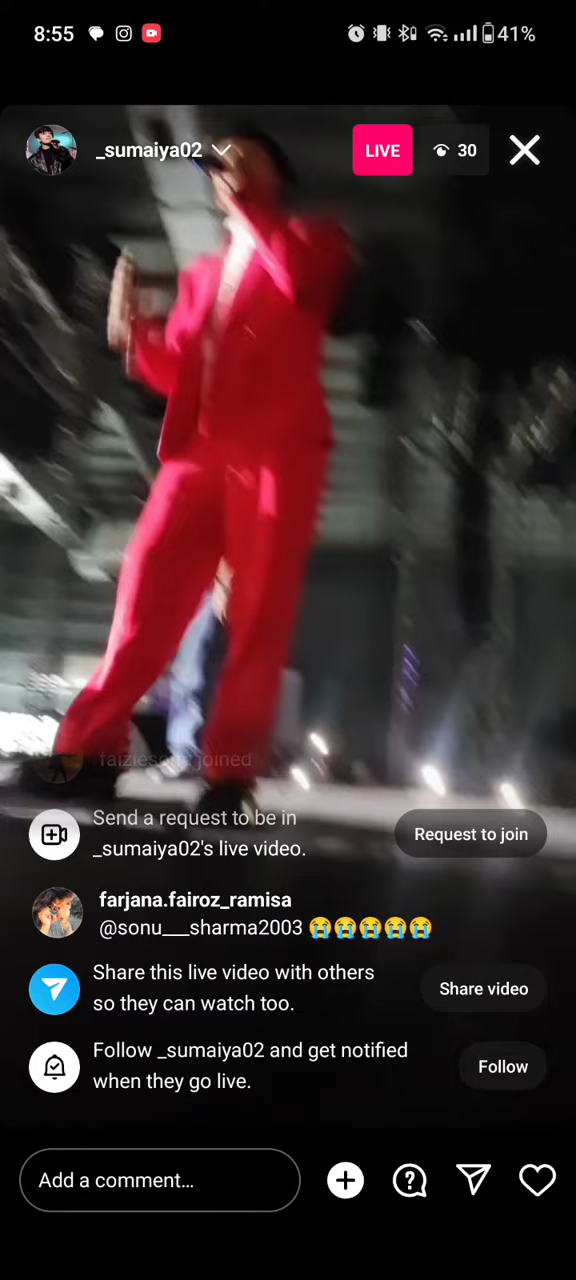 8:55
41%
_sumaiya02
LIVE
30
joined
Send a request to be in
_sumaiya02's live video.
Request to join
farjana.fairoz_ramisa
@sonu___sharma2003 😭😭😭😭😭
Share this live video with others
so they can watch too.
Share video
Follow _sumaiya02 and get notified
when they go live.
Follow
Add a comment...